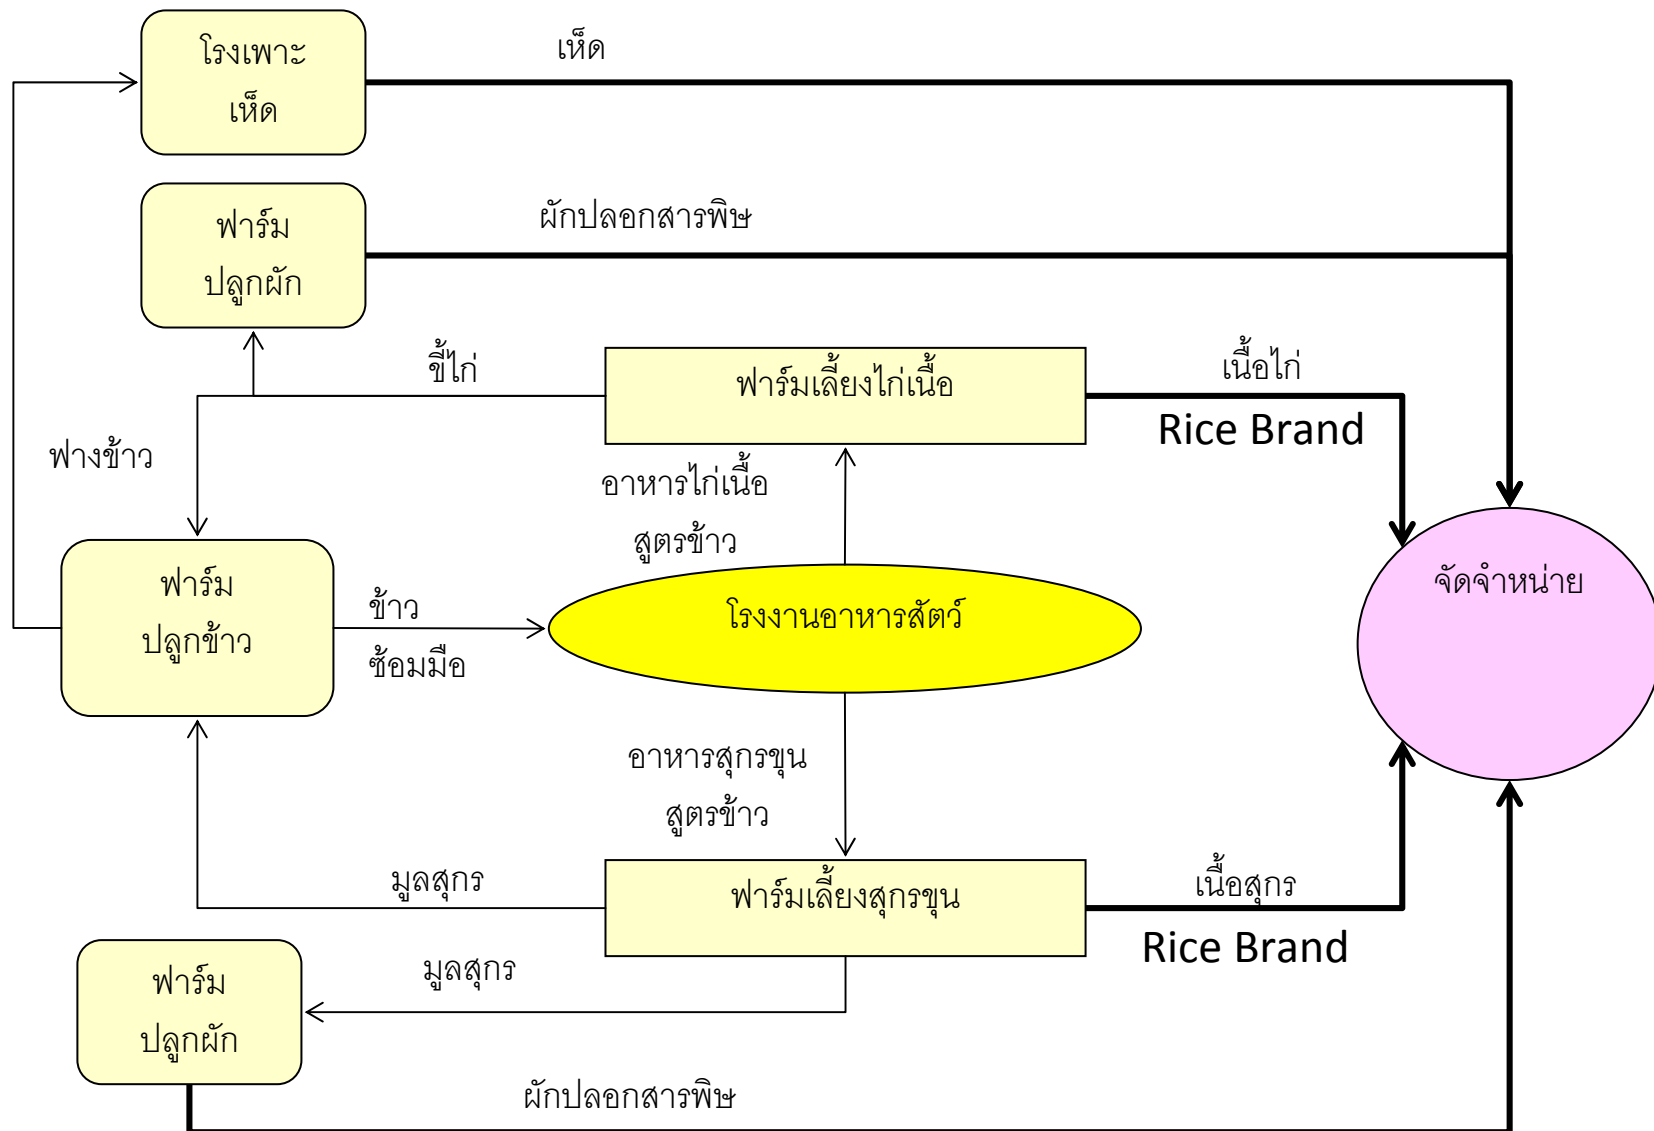 โรงเพาะ
เห็ด
เห็ด
ฟาร์ม
ปลูกผัก
ผักปลอกสารพิษ
ขี้ไก่
ฟาร์มเลี้ยงไก่เนื้อ
เนื้อไก่
Rice Brand
ฟางข้าว
อาหารไก่เนื้อ
สูตรข้าว
ฟาร์ม
ปลูกข้าว
ข้าว
ซ้อมมือ
โรงงานอาหารสัตว์
จัดจำหน่าย
อาหารสุกรขุน
สูตรข้าว
มูลสุกร
ฟาร์มเลี้ยงสุกรขุน
เนื้อสุกร
Rice Brand
ฟาร์ม
ปลูกผัก
มูลสุกร
ผักปลอกสารพิษ